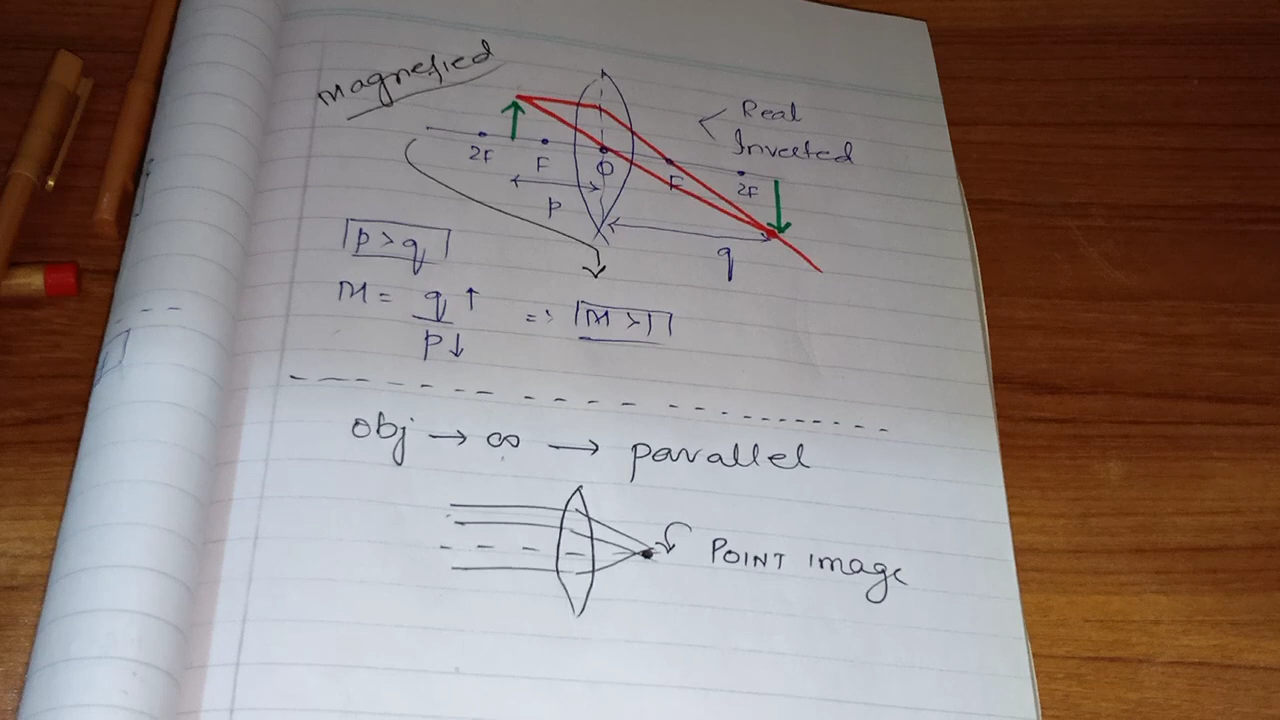 Magnefied
Real
Inverted
2F F O F 2F
p
q
p > q
M = q ↑ / p ↓ => M > 1
obj → ∞ → parallel
POINT image